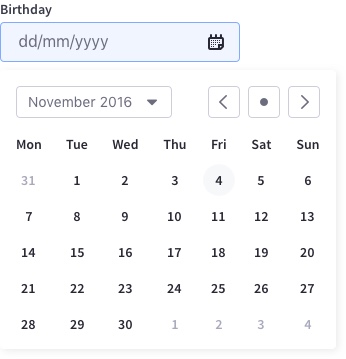 Birthday
dd/mm/yyyy
November 2016
Mon Tue Wed Thu Fri Sat Sun
31 1 2 3 4 5 6
7 8 9 10 11 12 13
14 15 16 17 18 19 20
21 22 23 24 25 26 27
28 29 30 1 2 3 4